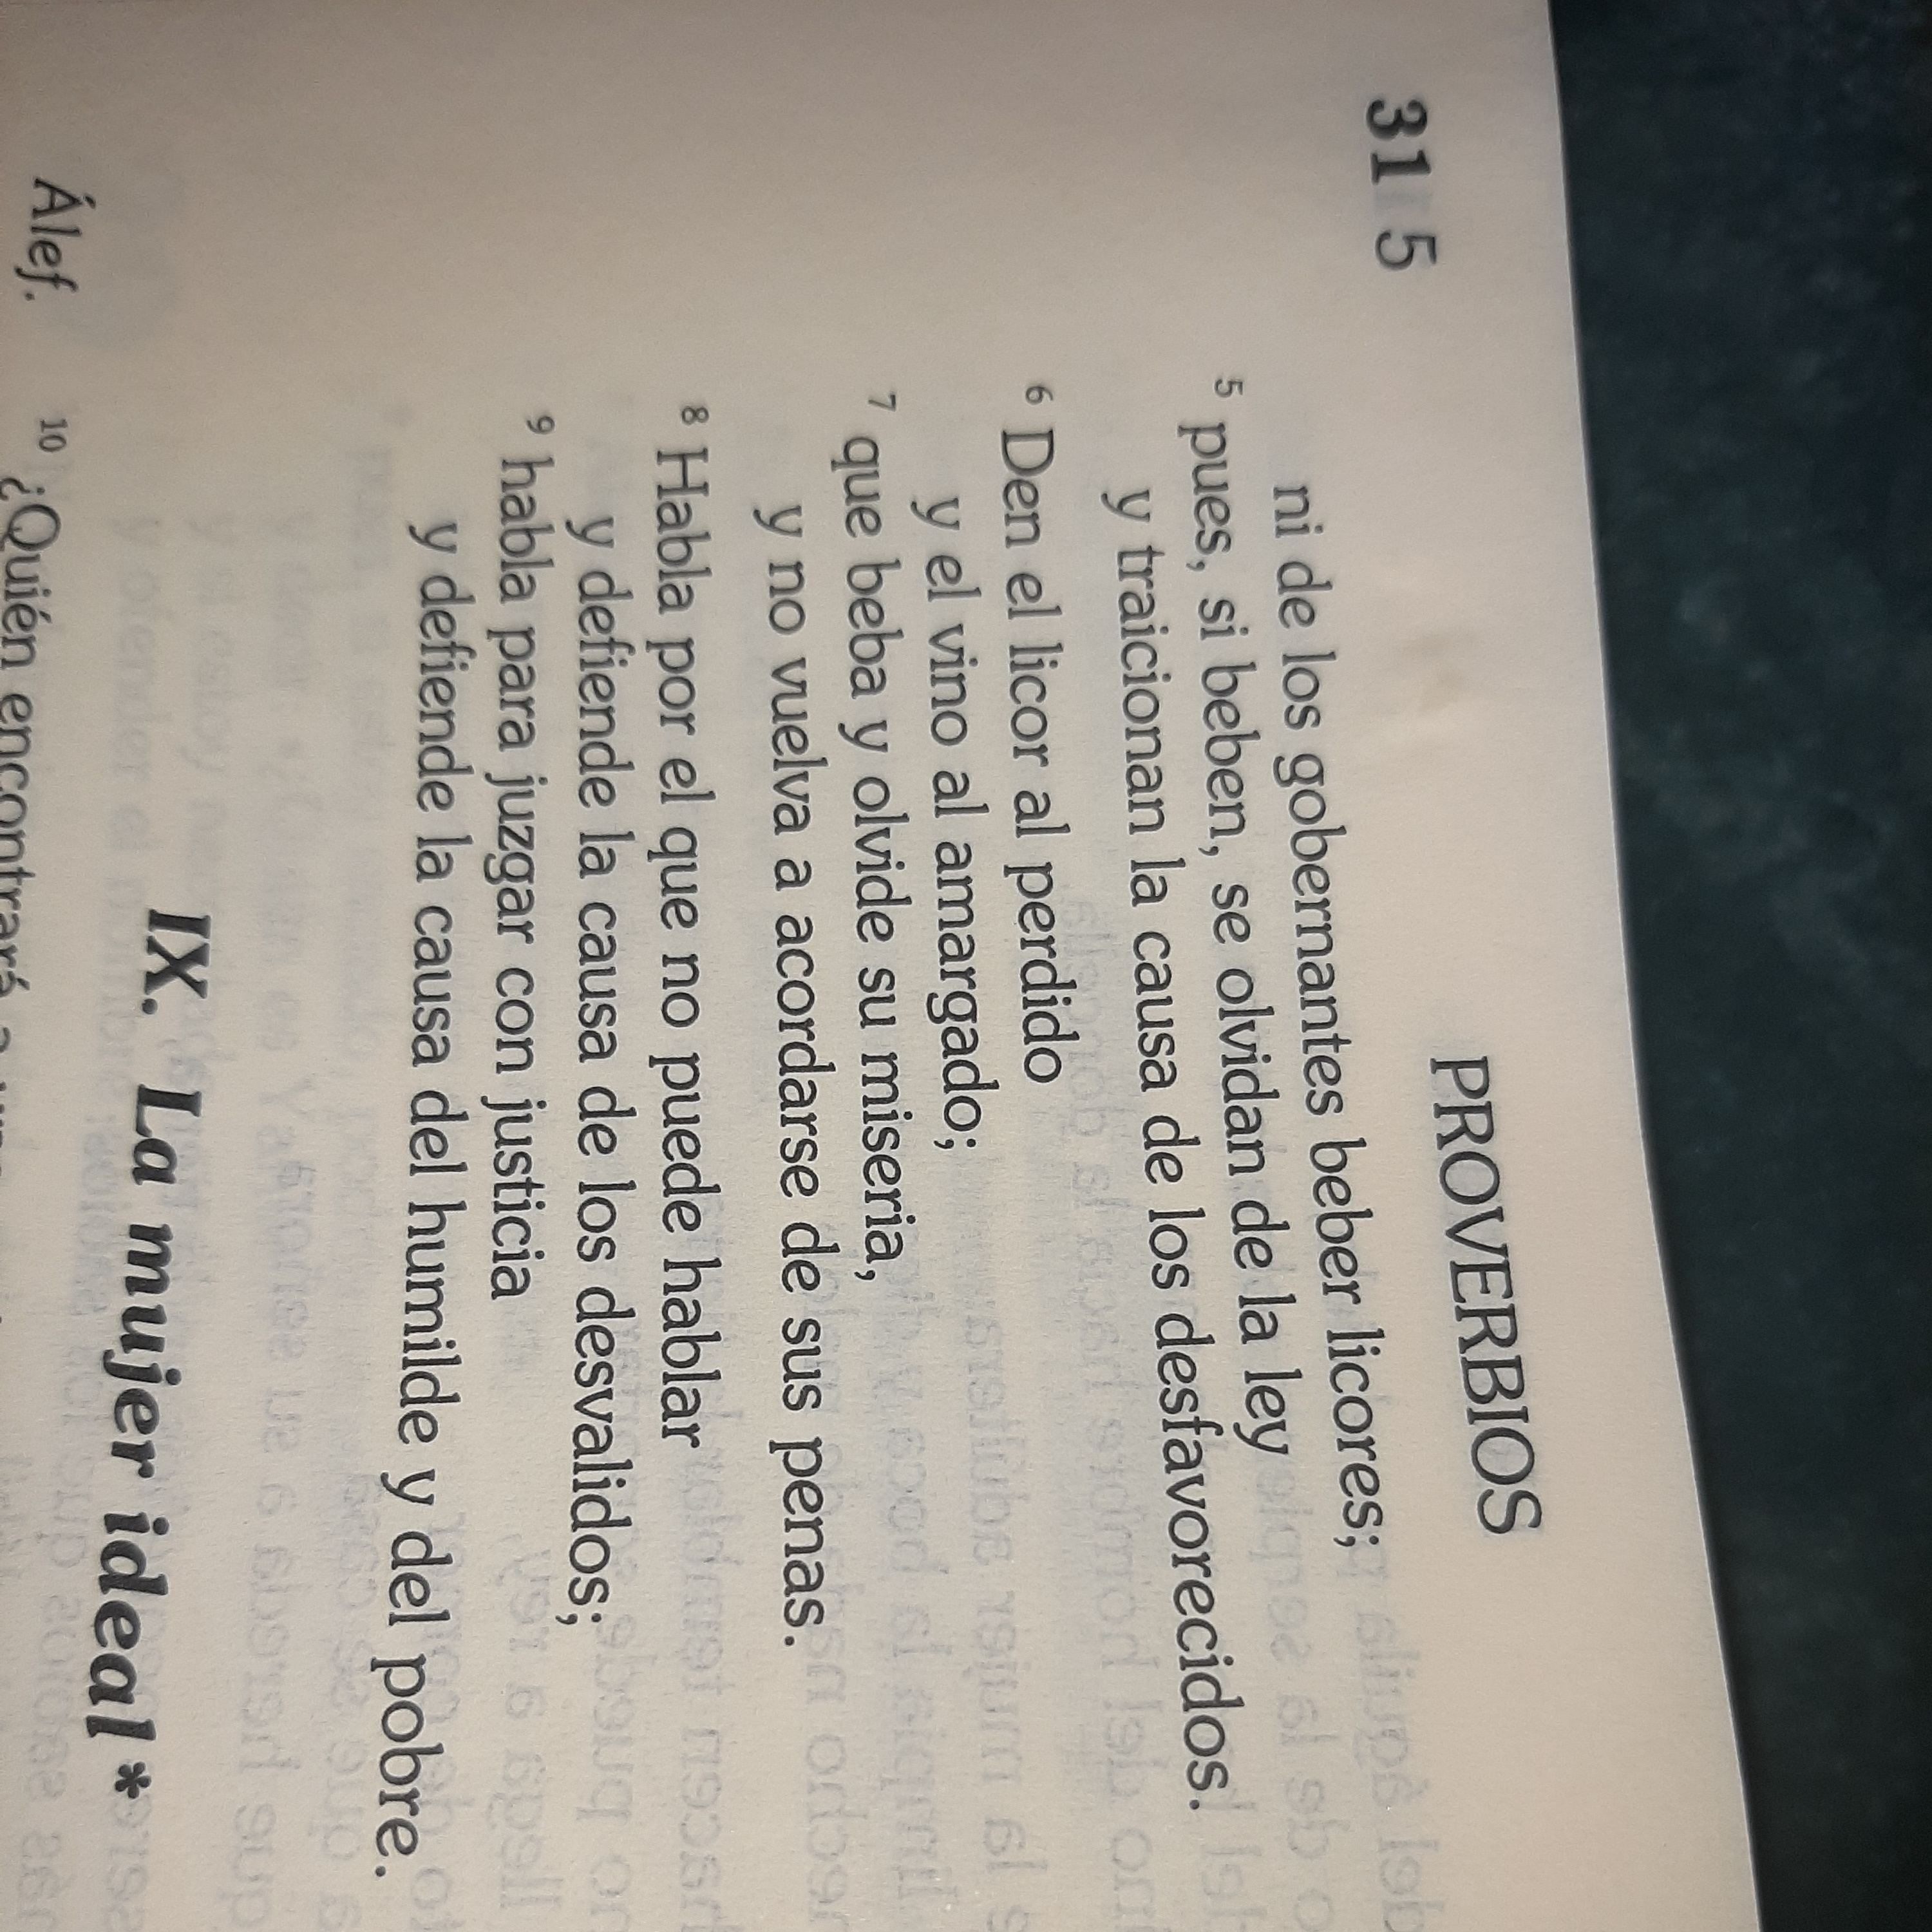 31 5
PROVERBIOS
ni de los gobernantes beber licores;
5 pues, si beben, se olvidan de la ley
y traicionan la causa de los desfavorecidos.
6 Den el licor al perdido
y el vino al amargado;
7 que beba y olvide su miseria,
y no vuelva a acordarse de sus penas.
8 Habla por el que no puede hablar
y defiende la causa de los desvalidos;
9 habla para juzgar con justicia
y defiende la causa del humilde y del pobre.
IX. La mujer ideal *
Álef. 10 ¿Quién encontrará a